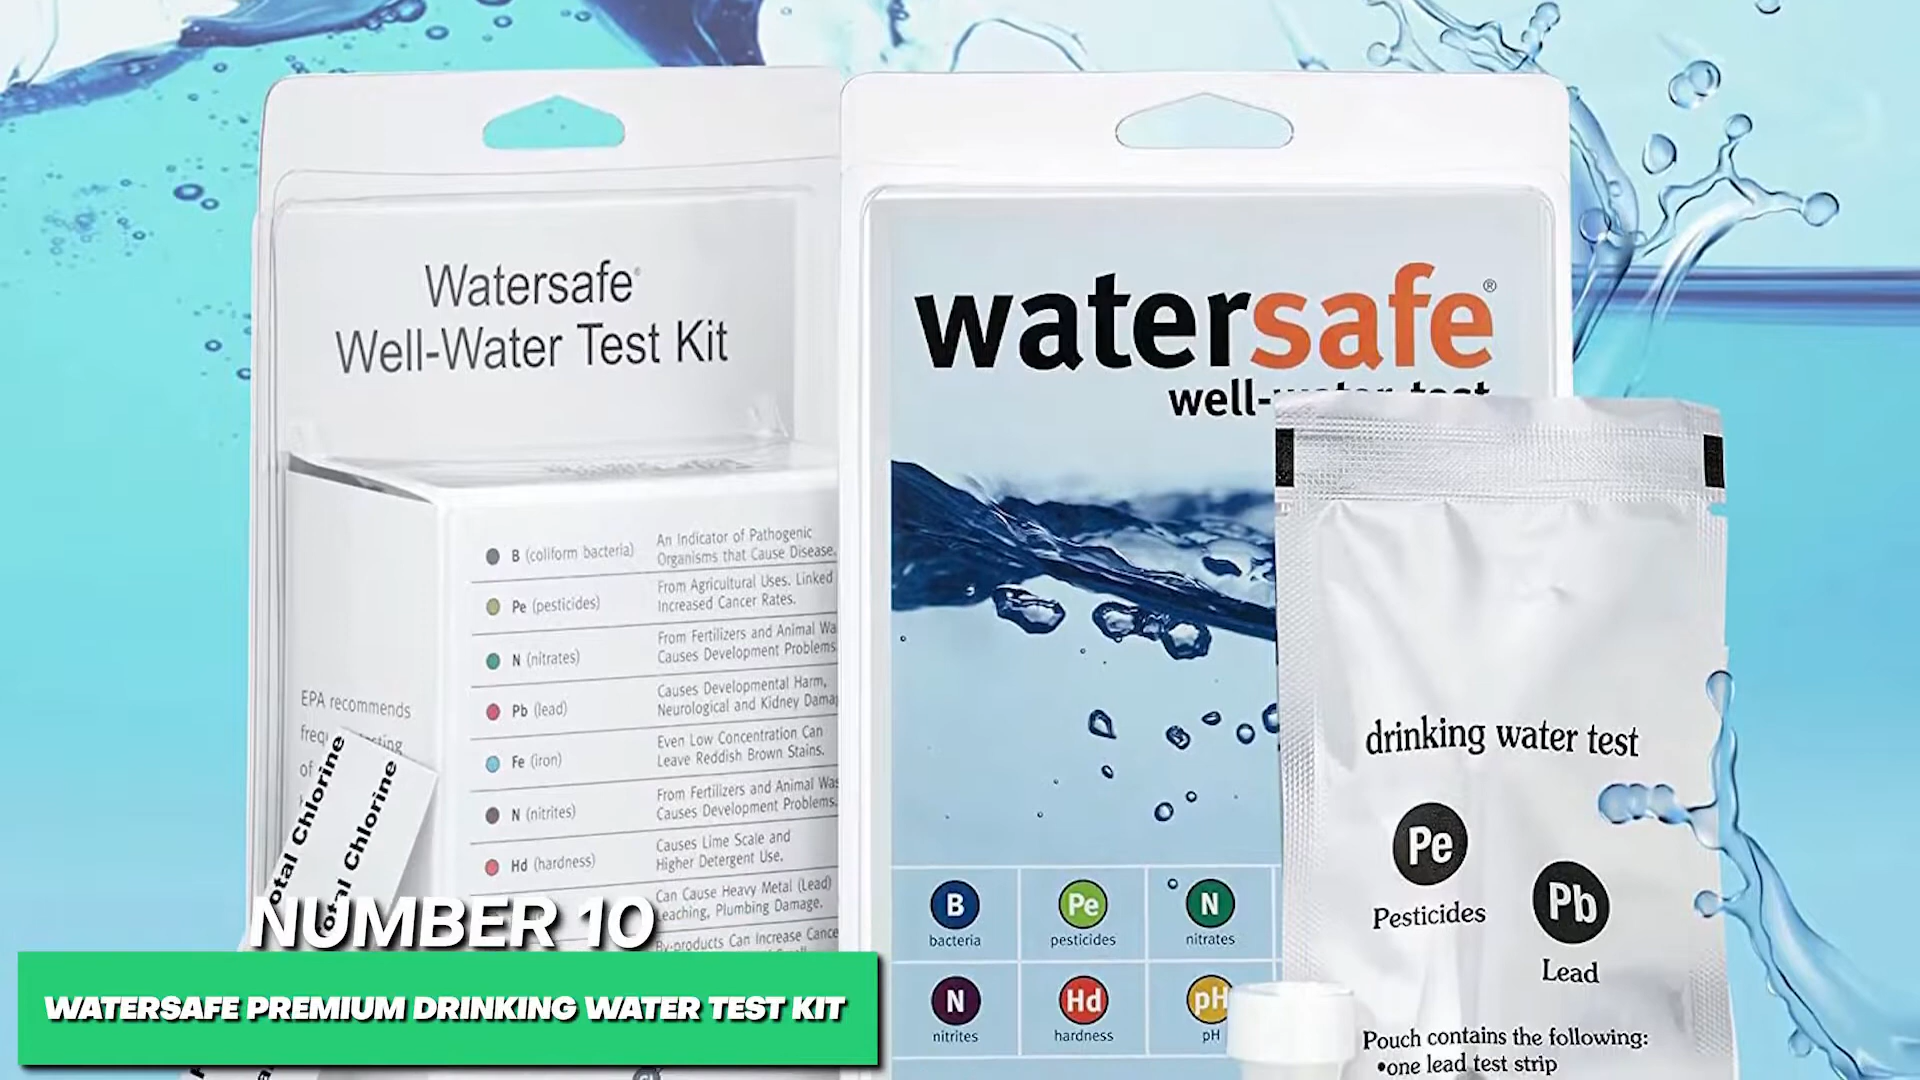 Watersafe®
Well-Water Test Kit
B (coliform bacteria)
An Indicator of Pathogenic
Organisms that Cause Disease.
Pe (pesticides)
From Agricultural Uses. Linked
Increased Cancer Rates.
N (nitrates)
From Fertilizers and Animal
Causes Development Problems
Pb (lead)
Causes Developmental Harm,
Neurological and Kidney
Fe (iron)
Even Low Concentration Can
Leave Reddish Brown Stains.
N (nitrites)
From Fertilizers and Animal
Causes Development Problems.
Hd (hardness)
Causes Lime Scale and
Higher Detergent Use.
Can Cause Heavy Metal (Lead)
Leaching, Plumbing Damage.
By-products Can Increase
EPA recommends
of
Total Chlorine
Total Chlorine
watersafe®
well-water test
B
bacteria
Pe
pesticides
N
nitrates
N
nitrites
Hd
hardness
pH
pH
drinking water test
Pe
Pesticides
Pb
Lead
Pouch contains the following:
•one lead test strip
NUMBER 10
WATERSAFE PREMIUM DRINKING WATER TEST KIT